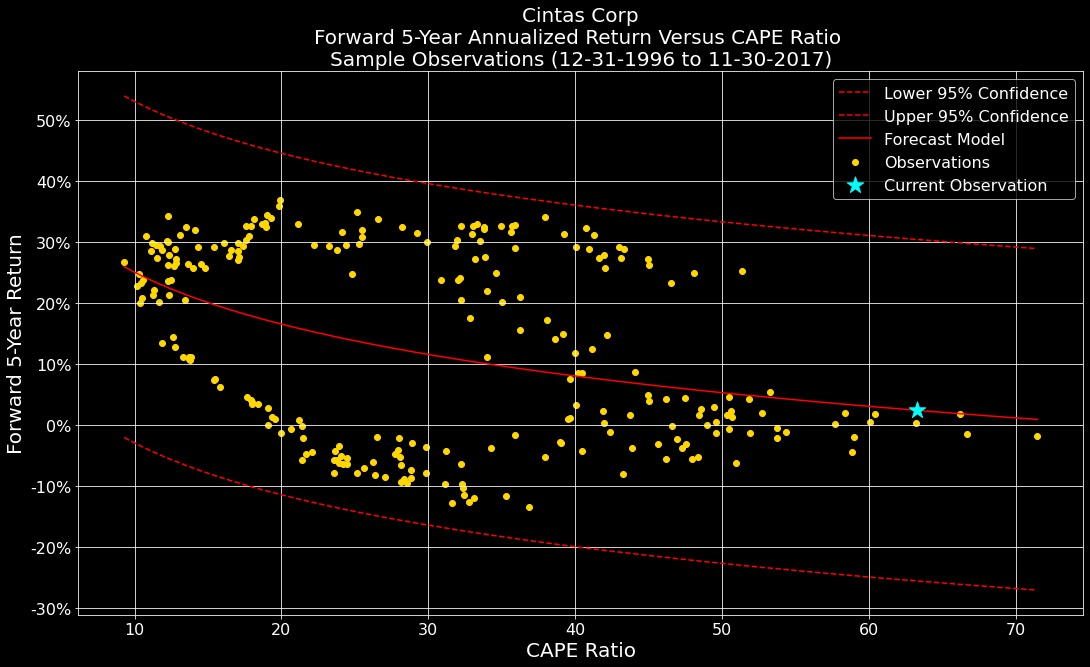 Cintas Corp
Forward 5-Year Annualized Return Versus CAPE Ratio
Sample Observations (12-31-1996 to 11-30-2017)
Lower 95% Confidence
Upper 95% Confidence
Forecast Model
Observations
Current Observation
Forward 5-Year Return
50%
40%
30%
20%
10%
0%
-10%
-20%
-30%
10 20 30 40 50 60 70
CAPE Ratio